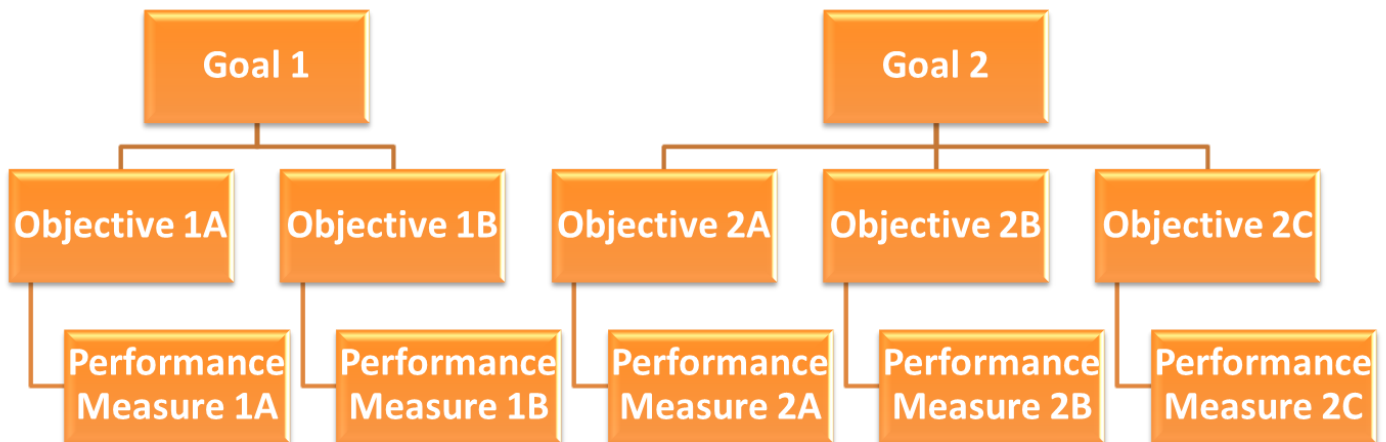 Goal 1
Goal 2
Objective 1A
Objective 1B
Objective 2A
Objective 2B
Objective 2C
Performance
Measure 1A
Performance
Measure 1B
Performance
Measure 2A
Performance
Measure 2B
Performance
Measure 2C